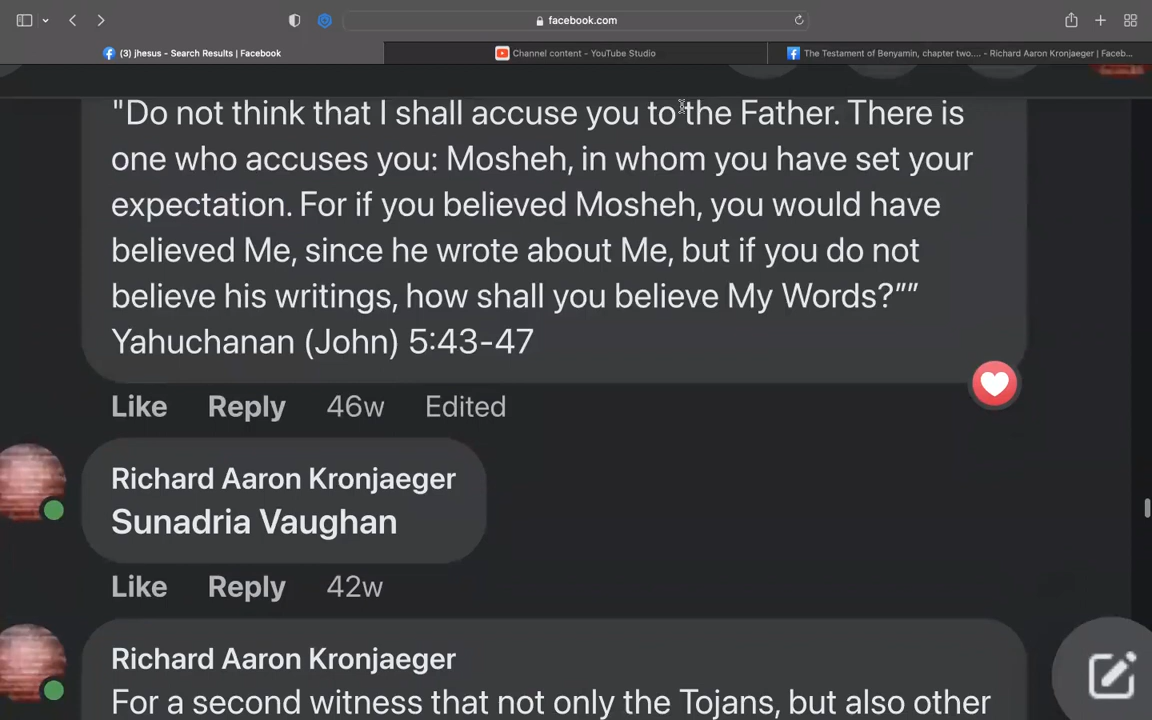 facebook.com
(3) jhesus - Search Results | Facebook
Channel content - YouTube Studio
The Testament of Benyamin, chapter two.... - Richard Aaron Kronjaeger | Faceb...
"Do not think that I shall accuse you to the Father. There is
one who accuses you: Mosheh, in whom you have set your
expectation. For if you believed Mosheh, you would have
believed Me, since he wrote about Me, but if you do not
believe his writings, how shall you believe My Words?””
Yahuchanan (John) 5:43-47
Like Reply 46w Edited
Richard Aaron Kronjaeger
Sunadria Vaughan
Like Reply 42w
Richard Aaron Kronjaeger
For a second witness that not only the Tojans, but also other